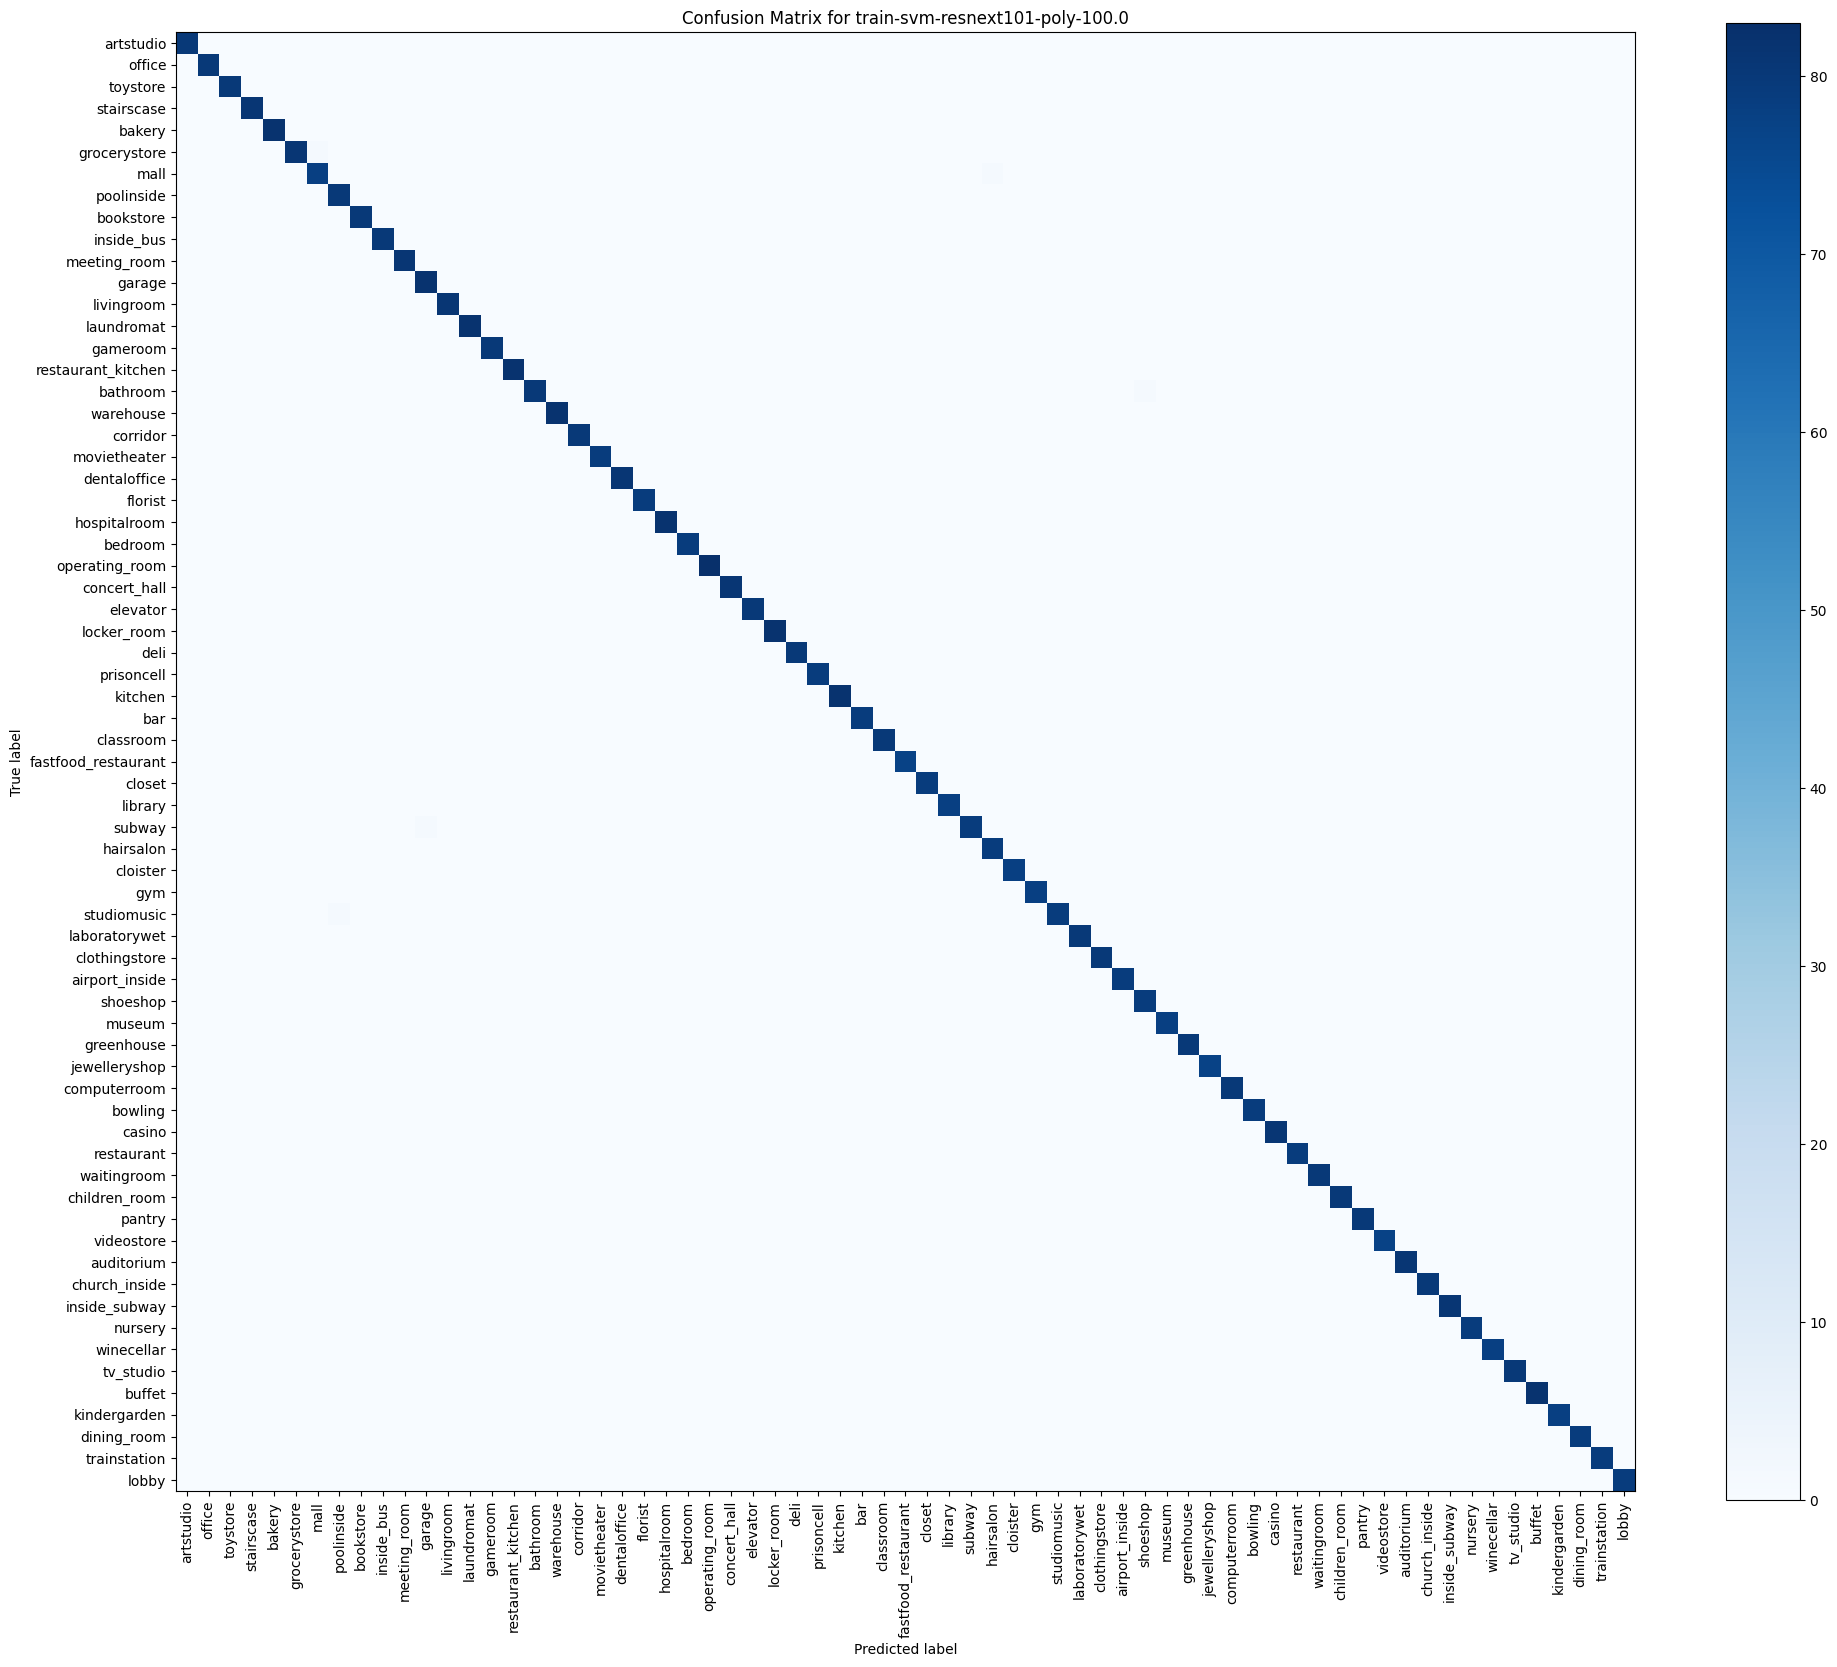 Confusion Matrix for train-svm-resnext101-poly-100.0
True label
artstudio
office
toystore
stairscase
bakery
grocerystore
mall
poolinside
bookstore
inside_bus
meeting_room
garage
livingroom
laundromat
gameroom
restaurant_kitchen
bathroom
warehouse
corridor
movietheater
dentaloffice
florist
hospitalroom
bedroom
operating_room
concert_hall
elevator
locker_room
deli
prisoncell
kitchen
bar
classroom
fastfood_restaurant
closet
library
subway
hairsalon
cloister
gym
studiomusic
laboratorywet
clothingstore
airport_inside
shoeshop
museum
greenhouse
jewelleryshop
computerroom
bowling
casino
restaurant
waitingroom
children_room
pantry
videostore
auditorium
church_inside
inside_subway
nursery
winecellar
tv_studio
buffet
kindergarden
dining_room
trainstation
lobby
artstudio
office
toystore
stairscase
bakery
grocerystore
mall
poolinside
bookstore
inside_bus
meeting_room
garage
livingroom
laundromat
gameroom
restaurant_kitchen
bathroom
warehouse
corridor
movietheater
dentaloffice
florist
hospitalroom
bedroom
operating_room
concert_hall
elevator
locker_room
deli
prisoncell
kitchen
bar
classroom
fastfood_restaurant
closet
library
subway
hairsalon
cloister
gym
studiomusic
laboratorywet
clothingstore
airport_inside
shoeshop
museum
greenhouse
jewelleryshop
computerroom
bowling
casino
restaurant
waitingroom
children_room
pantry
videostore
auditorium
church_inside
inside_subway
nursery
winecellar
tv_studio
buffet
kindergarden
dining_room
trainstation
lobby
Predicted label
80
70
60
50
40
30
20
10
0